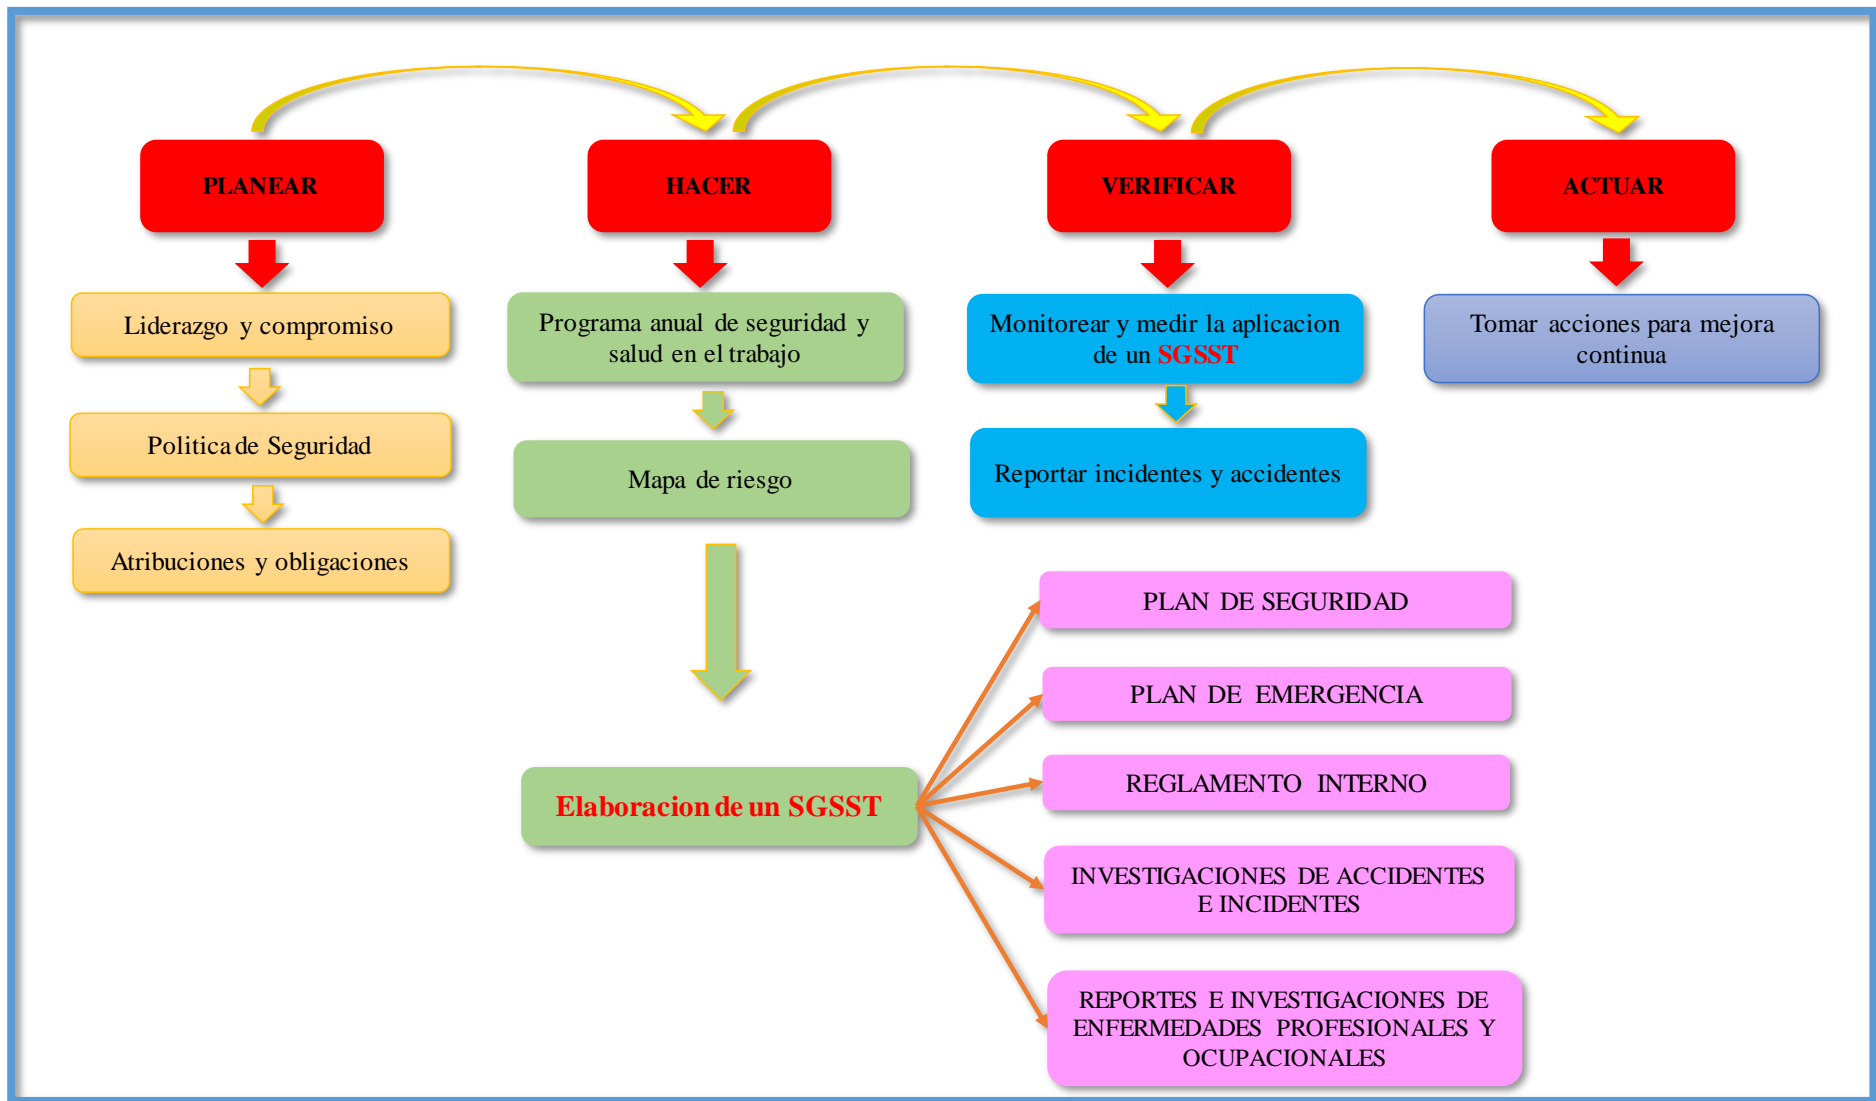 PLANEAR
HACER
VERIFICAR
ACTUAR
Liderazgo y compromiso
Politica de Seguridad
Atribuciones y obligaciones
Programa anual de seguridad y
salud en el trabajo
Mapa de riesgo
Elaboracion de un SGSST
Monitorear y medir la aplicacion
de un SGSST
Reportar incidentes y accidentes
Tomar acciones para mejora
continua
PLAN DE SEGURIDAD
PLAN DE EMERGENCIA
REGLAMENTO INTERNO
INVESTIGACIONES DE ACCIDENTES
E INCIDENTES
REPORTES E INVESTIGACIONES DE
ENFERMEDADES PROFESIONALES Y
OCUPACIONALES